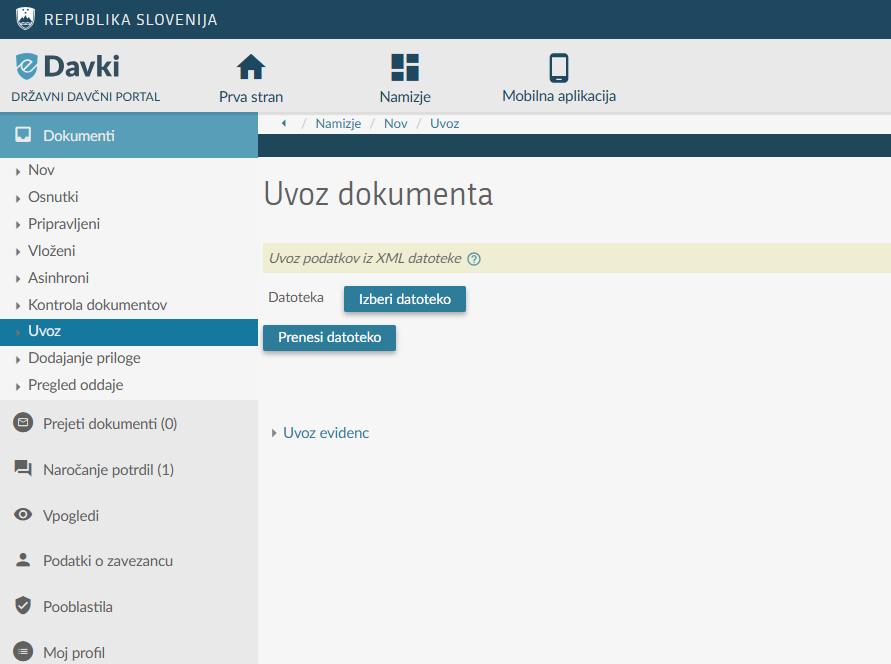 REPUBLIKA SLOVENIJA
eDavki
DRŽAVNI DAVČNI PORTAL
Prva stran
Namizje
Mobilna aplikacija
Dokumenti
Nov
Osnutki
Pripravljeni
Vloženi
Asinhroni
Kontrola dokumentov
Uvoz
Dodajanje priloge
Pregled oddaje
Prejeti dokumenti (0)
Naročanje potrdil (1)
Vpogledi
Podatki o zavezancu
Pooblastila
Moj profil
/ Namizje / Nov / Uvoz
Uvoz dokumenta
Uvoz podatkov iz XML datoteke ?
Datoteka Izberi datoteko
Prenesi datoteko
Uvoz evidenc